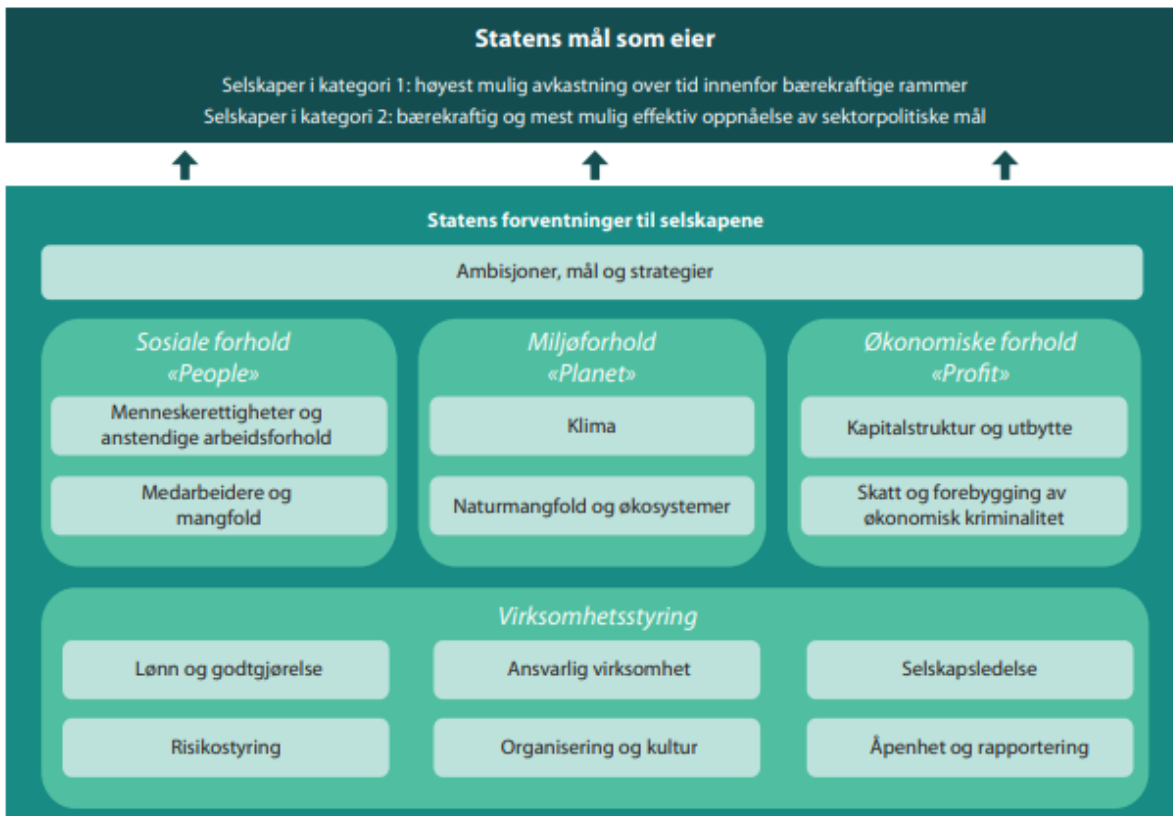 Statens mål som eier
Selskaper i kategori 1: høyest mulig avkastning over tid innenfor bærekraftige rammer
Selskaper i kategori 2: bærekraftig og mest mulig effektiv oppnåelse av sektorpolitiske mål
Statens forventninger til selskapene
Ambisjoner, mål og strategier
Sosiale forhold
«People»
Menneskerettigheter og
anstendige arbeidsforhold
Medarbeidere og
mangfold
Miljøforhold
«Planet»
Klima
Naturmangfold og økosystemer
Økonomiske forhold
«Profit»
Kapitalstruktur og utbytte
Skatt og forebygging av
økonomisk kriminalitet
Virksomhetsstyring
Lønn og godtgjørelse
Ansvarlig virksomhet
Selskapsledelse
Risikostyring
Organisering og kultur
Åpenhet og rapportering